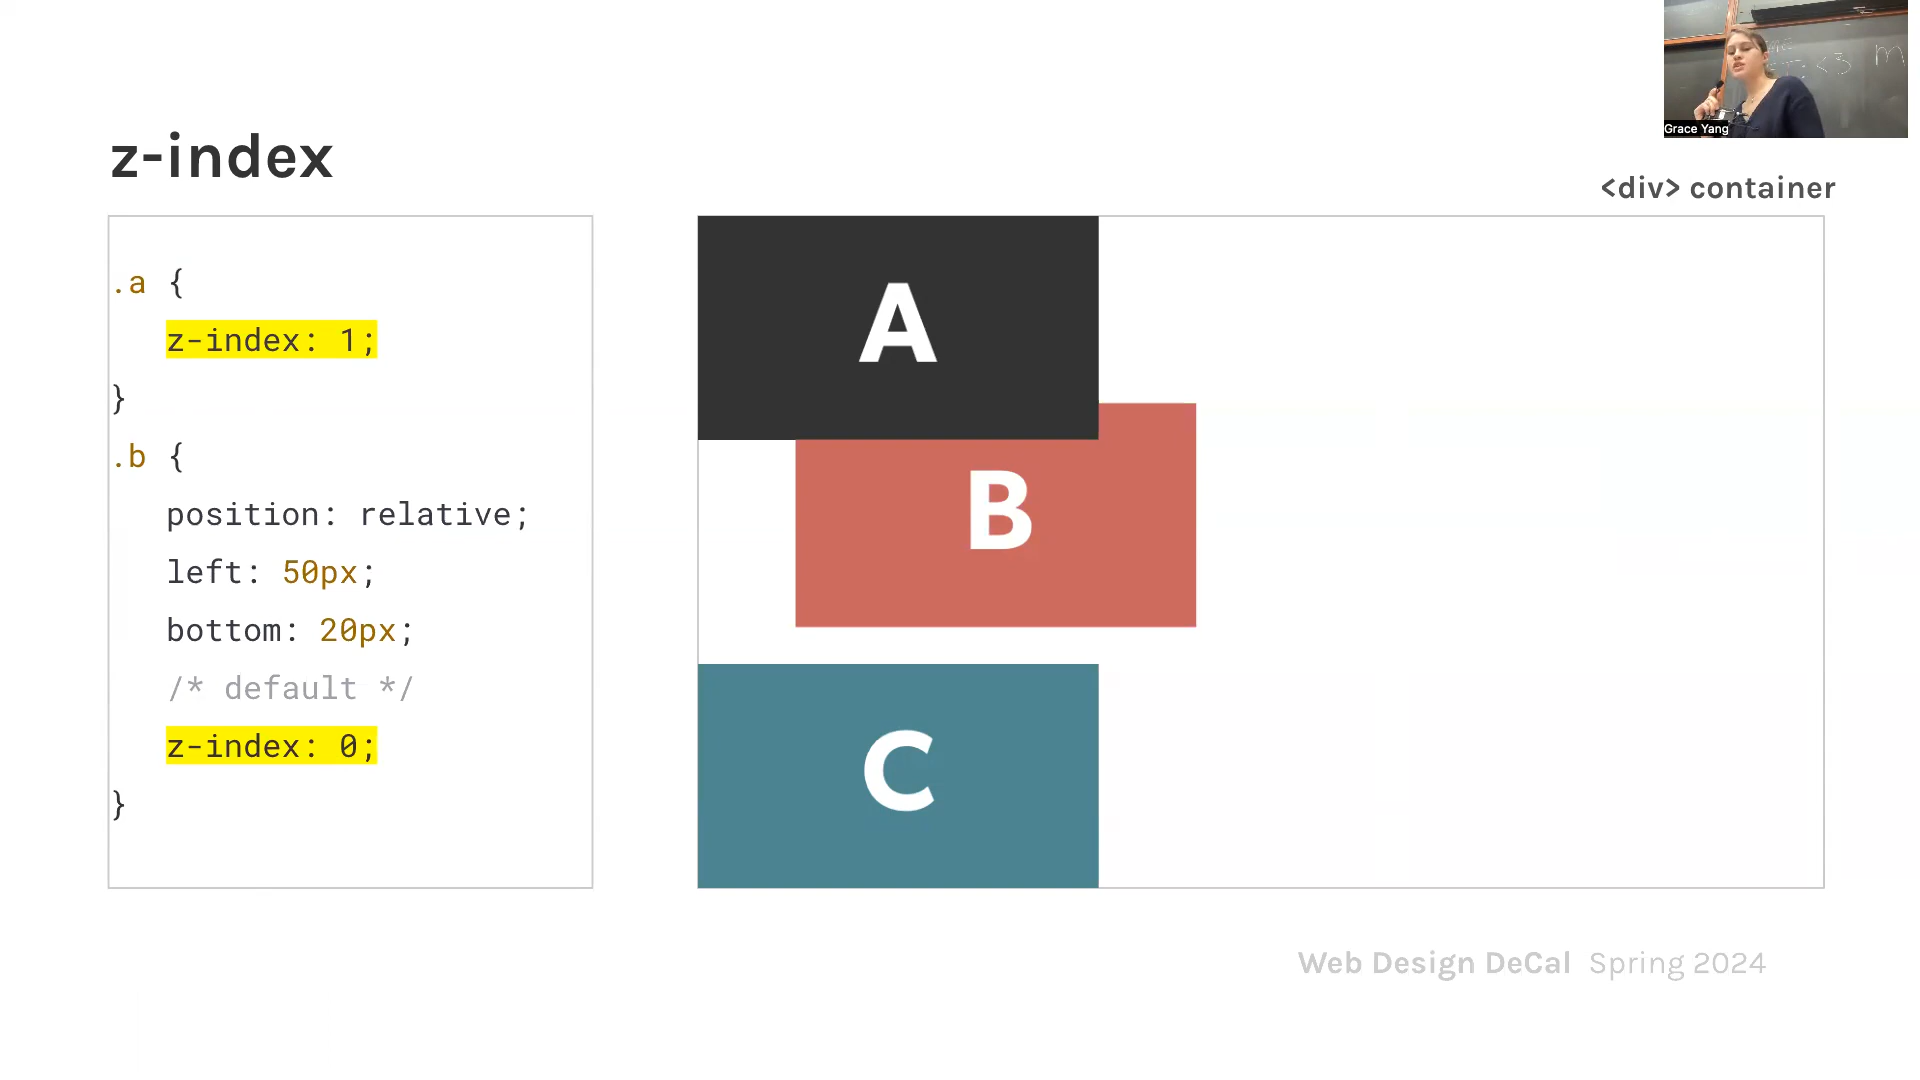 Grace Yang
<3 m
z-index
<div> container
.a {
z-index: 1;
}
.b {
position: relative;
left: 50px;
bottom: 20px;
/* default */
z-index: 0;
}
A
B
C
Web Design DeCal Spring 2024